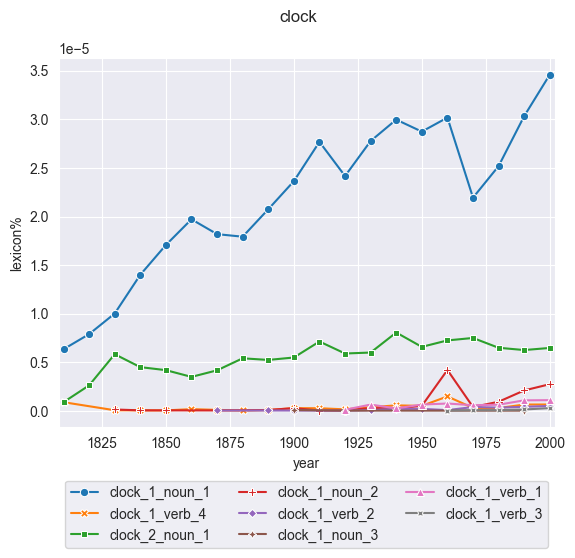 clock
1e−5
3.5
3.0
2.5
2.0
1.5
1.0
0.5
0.0
lexicon%
1825 1850 1875 1900 1925 1950 1975 2000
year
clock_1_noun_1 clock_1_noun_2 clock_1_verb_1
clock_1_verb_4 clock_1_verb_2 clock_1_verb_3
clock_2_noun_1 clock_1_noun_3